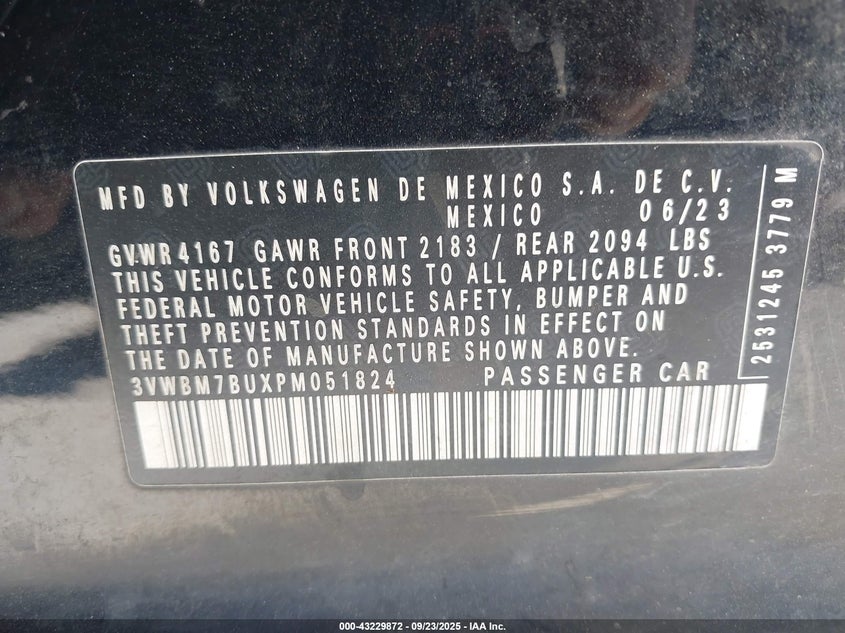 MFD BY VOLKSWAGEN DE MEXICO S.A. DE C.V.
MEXICO 06/23
GVWR 4167 GAWR FRONT 2183 / REAR 2094 LBS
THIS VEHICLE CONFORMS TO ALL APPLICABLE U.S.
FEDERAL MOTOR VEHICLE SAFETY, BUMPER AND
THEFT PREVENTION STANDARDS IN EFFECT ON
THE DATE OF MANUFACTURE SHOWN ABOVE.
3VWBM7BUXPM051824 PASSENGER CAR
2531245 3779 M
000-43229872 - 09/23/2025 - IAA Inc.